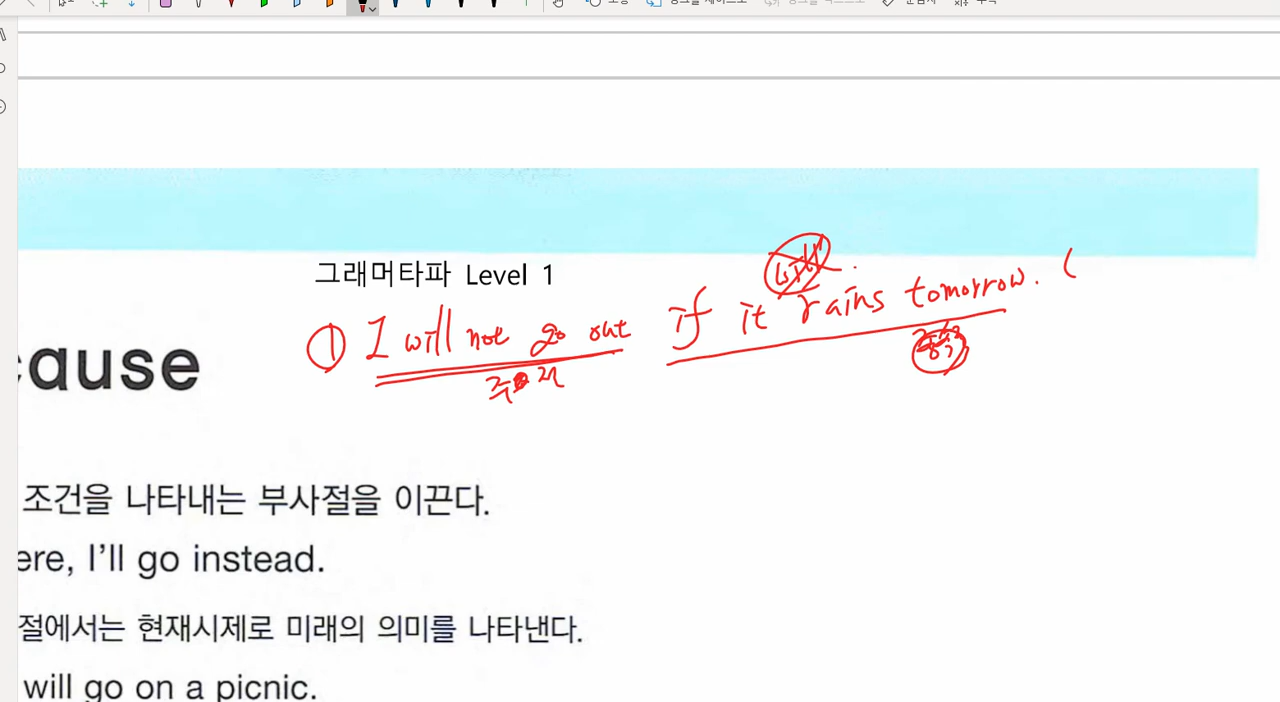 그래머타파 Level 1
will
① I will not go out if it rains tomorrow. (
주절
종속
cause
조건을 나타내는 부사절을 이끈다.
ere, I'll go instead.
절에서는 현재시제로 미래의 의미를 나타낸다.
will go on a picnic.